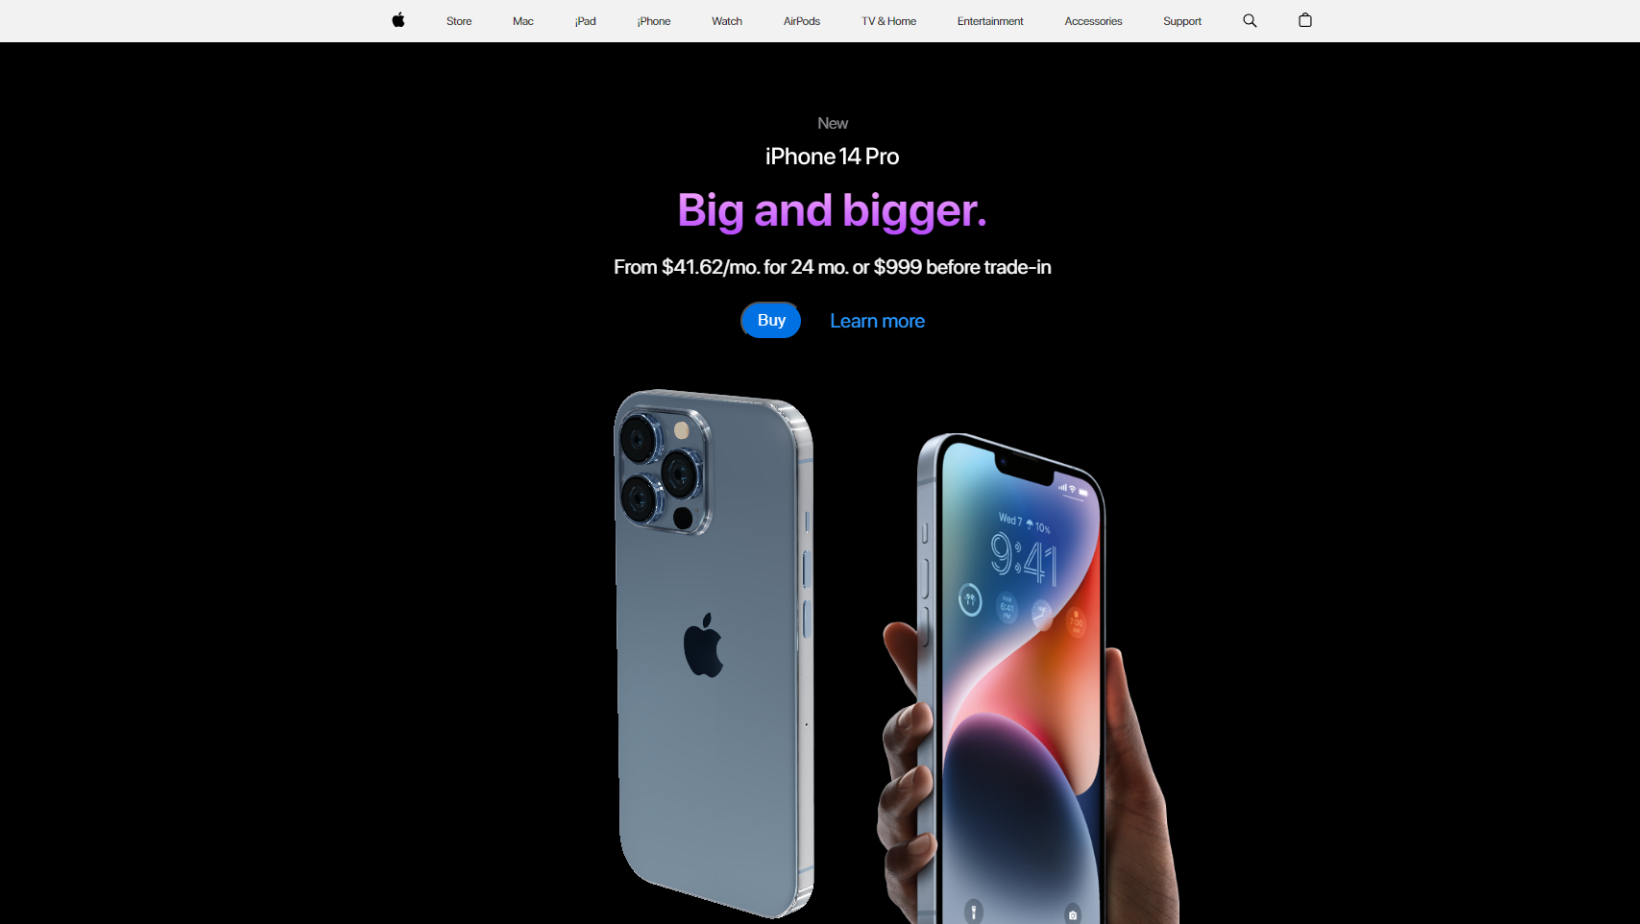 Store Mac iPad iPhone Watch AirPods TV & Home Entertainment Accessories Support
New
iPhone 14 Pro
Big and bigger.
From $41.62/mo. for 24 mo. or $999 before trade-in
Buy Learn more
Wed 7 10%
9:41